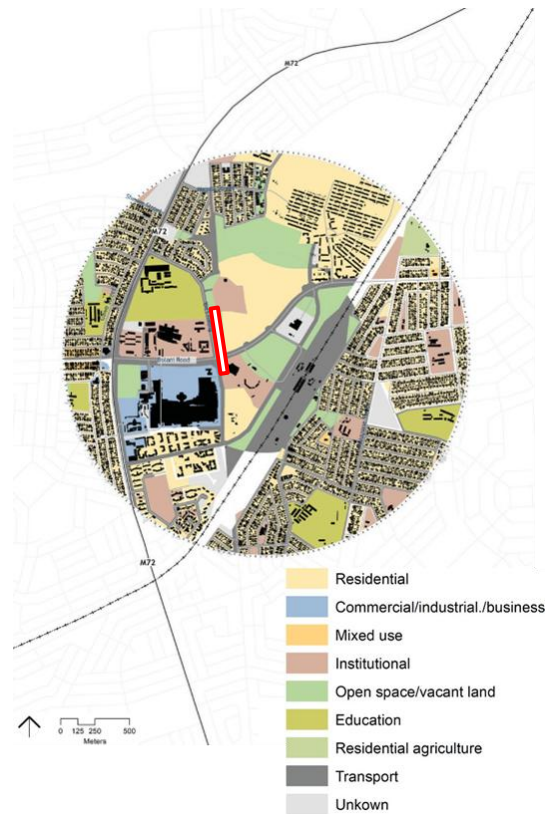 M72
M72
M72
Residential
Commercial/industrial./business
Mixed use
Institutional
Open space/vacant land
Education
Residential agriculture
Transport
Unkown
0 125 250 500
Meters